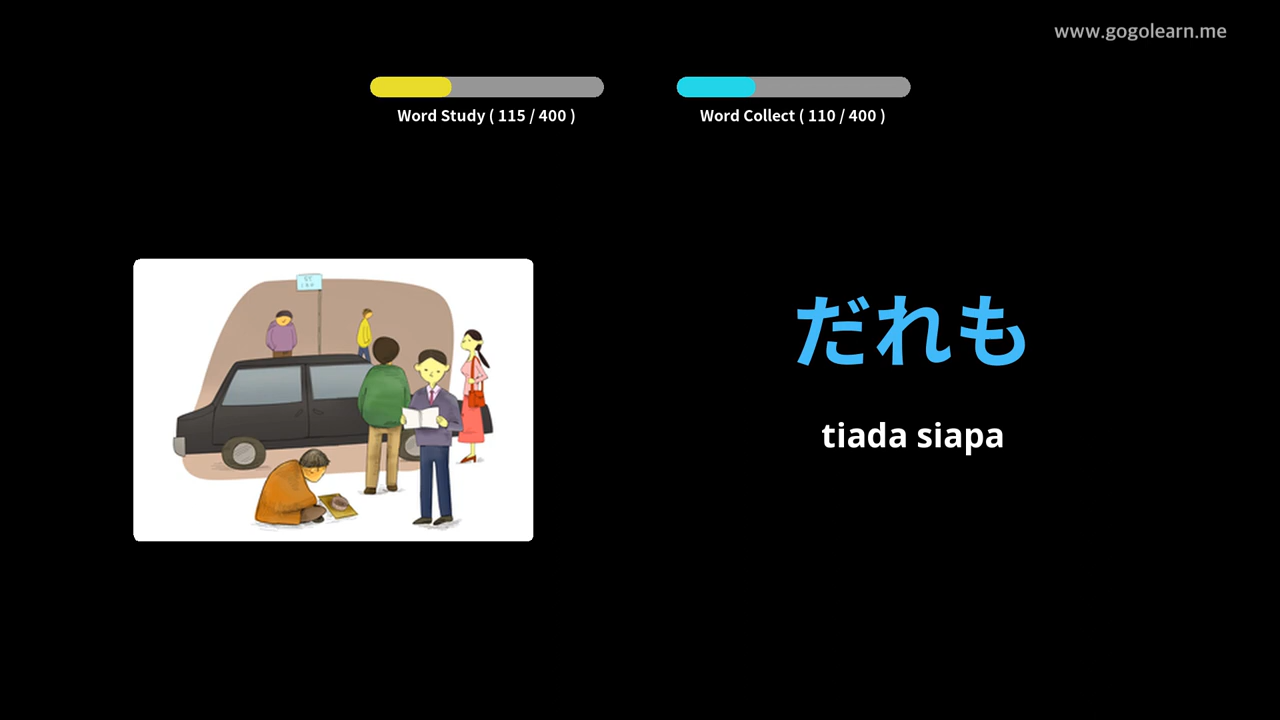 www.gogolearn.me
Word Study ( 115 / 400 )
Word Collect ( 110 / 400 )
だれも
tiada siapa